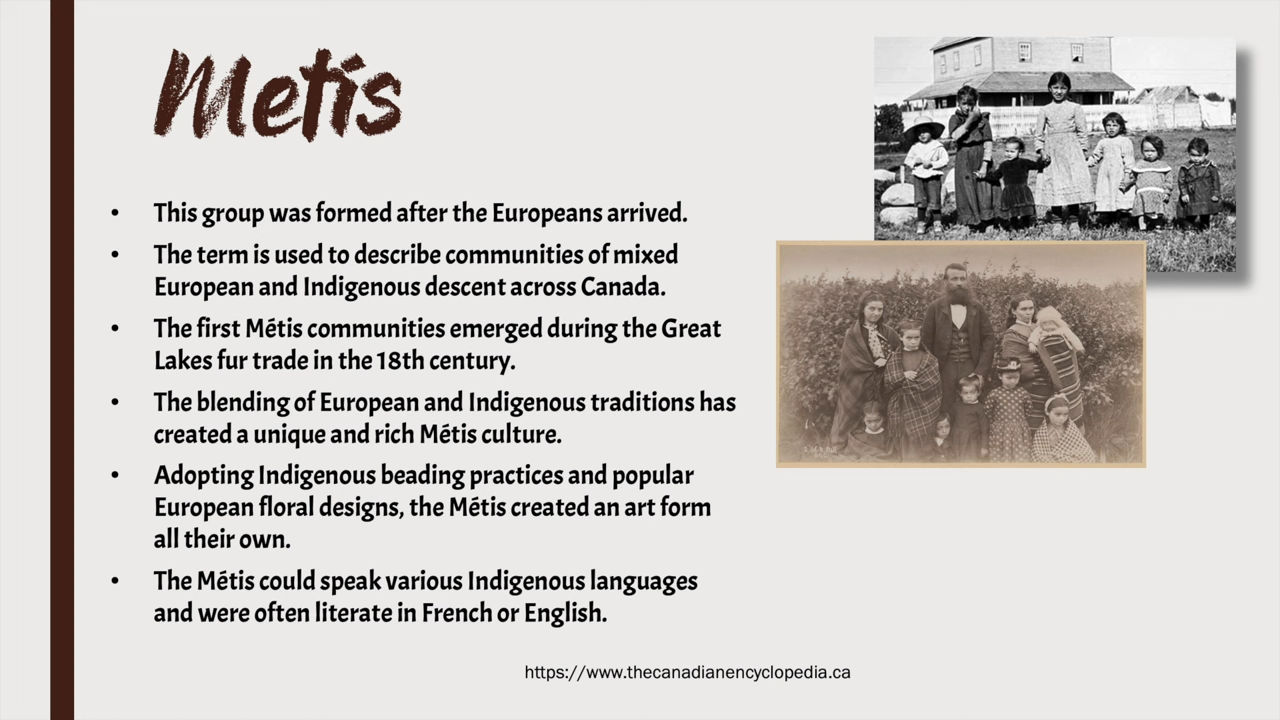 Metis
• This group was formed after the Europeans arrived.
• The term is used to describe communities of mixed
European and Indigenous descent across Canada.
• The first Métis communities emerged during the Great
Lakes fur trade in the 18th century.
• The blending of European and Indigenous traditions has
created a unique and rich Métis culture.
• Adopting Indigenous beading practices and popular
European floral designs, the Métis created an art form
all their own.
• The Métis could speak various Indigenous languages
and were often literate in French or English.
https://www.thecanadianencyclopedia.ca